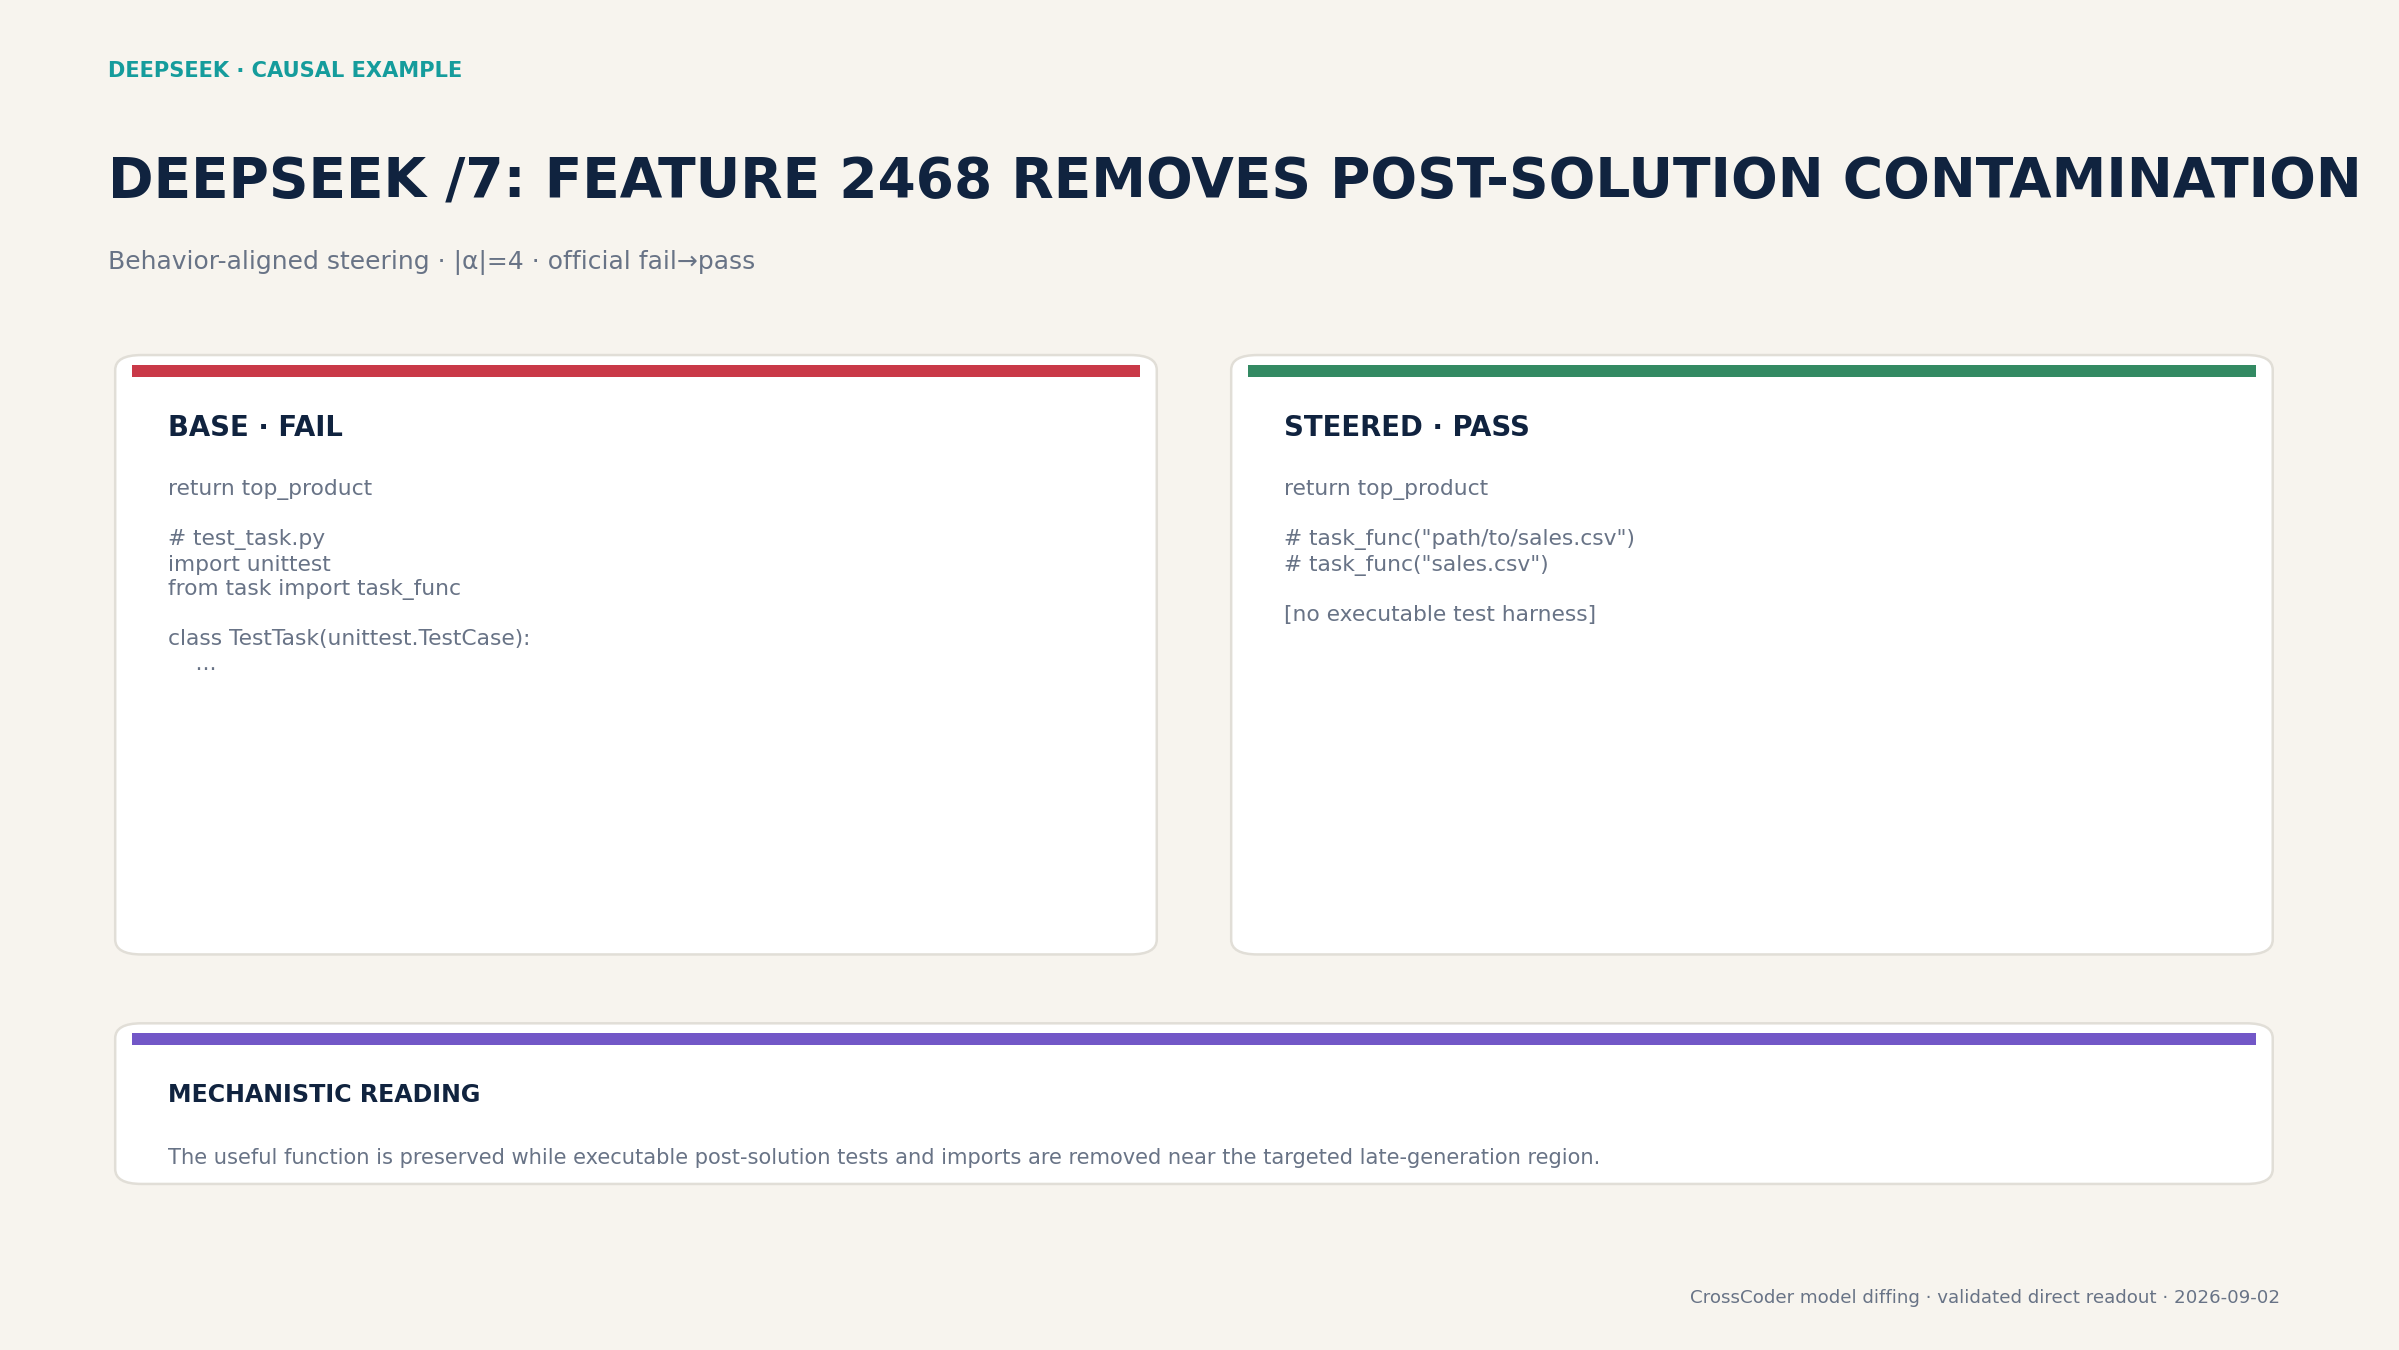 DEEPSEEK · CAUSAL EXAMPLE
DEEPSEEK /7: FEATURE 2468 REMOVES POST-SOLUTION CONTAMINATION
Behavior-aligned steering · |α|=4 · official fail→pass
BASE · FAIL
return top_product
# test_task.py
import unittest
from task import task_func
class TestTask(unittest.TestCase):
    ...
STEERED · PASS
return top_product
# task_func("path/to/sales.csv")
# task_func("sales.csv")
[no executable test harness]
MECHANISTIC READING
The useful function is preserved while executable post-solution tests and imports are removed near the targeted late-generation region.
CrossCoder model diffing · validated direct readout · 2026-09-02